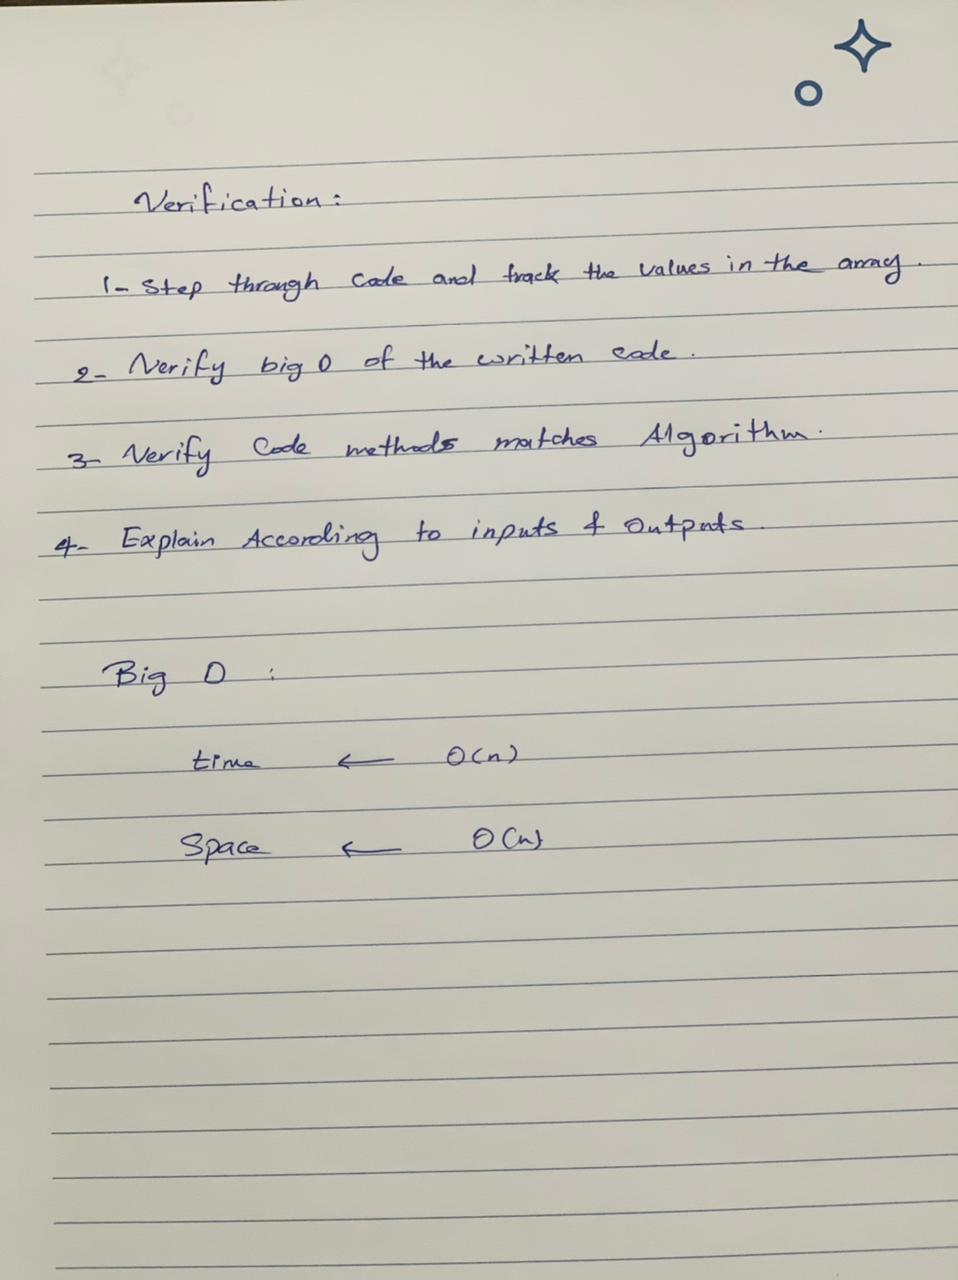 Verification:
1- Step through Code and track the values in the array.
2- Verify big O of the written code.
3- Verify Code methods matches Algorithm.
4- Explain According to inputs & Outputs.
Big O :
time ← O(n)
Space ← O(n)